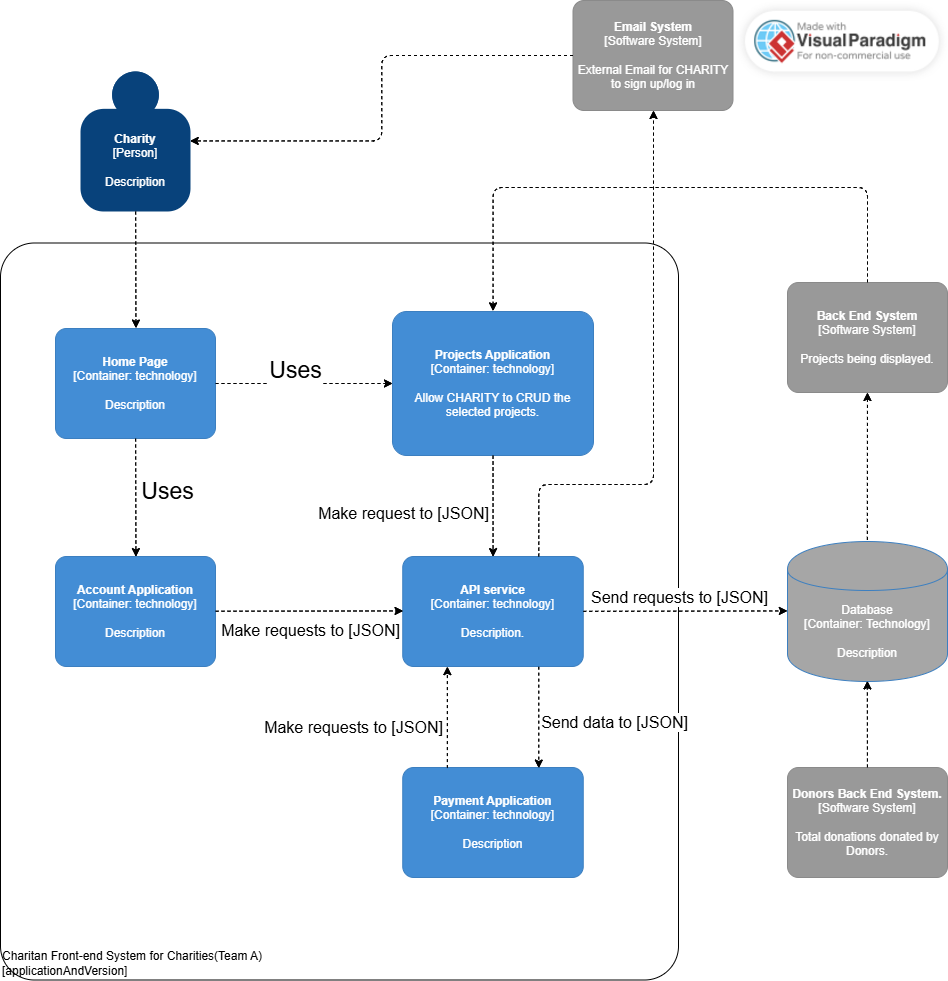 Email System
[Software System]
External Email for CHARITY
to sign up/log in
Made with
Visual Paradigm
For non-commercial use
Charity
[Person]
Description
Back End System
[Software System]
Projects being displayed.
Home Page
[Container: technology]
Description
Uses
Projects Application
[Container: technology]
Allow CHARITY to CRUD the
selected projects.
Uses
Make request to [JSON]
Account Application
[Container: technology]
Description
Make requests to [JSON]
API service
[Container: technology]
Description.
Send requests to [JSON]
Database
[Container: Technology]
Description
Make requests to [JSON]
Send data to [JSON]
Payment Application
[Container: technology]
Description
Donors Back End System.
[Software System]
Total donations donated by
Donors.
Charitan Front-end System for Charities(Team A)
[applicationAndVersion]